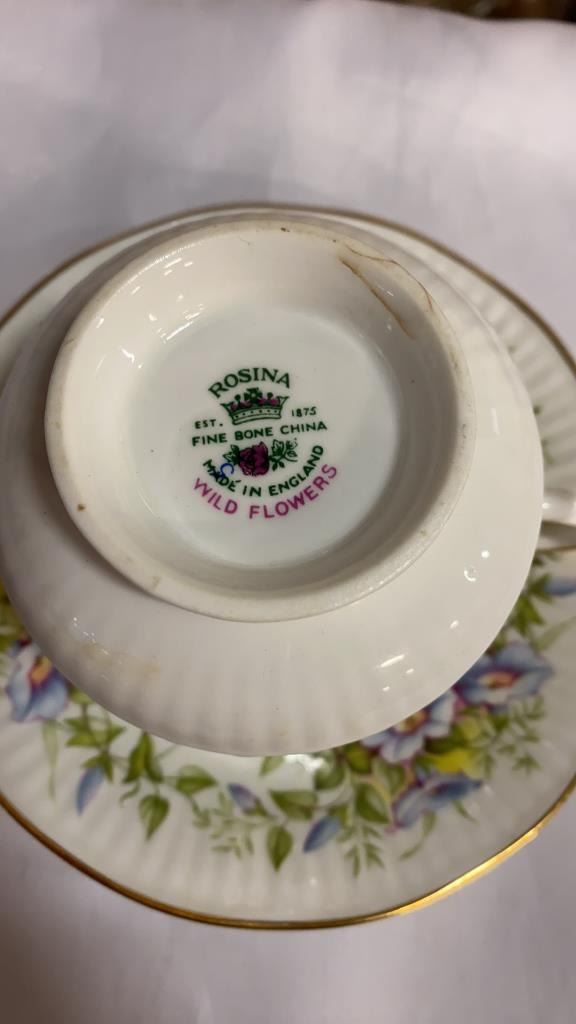 ROSINA
EST. 1875
FINE BONE CHINA
MADE IN ENGLAND
WILD FLOWERS